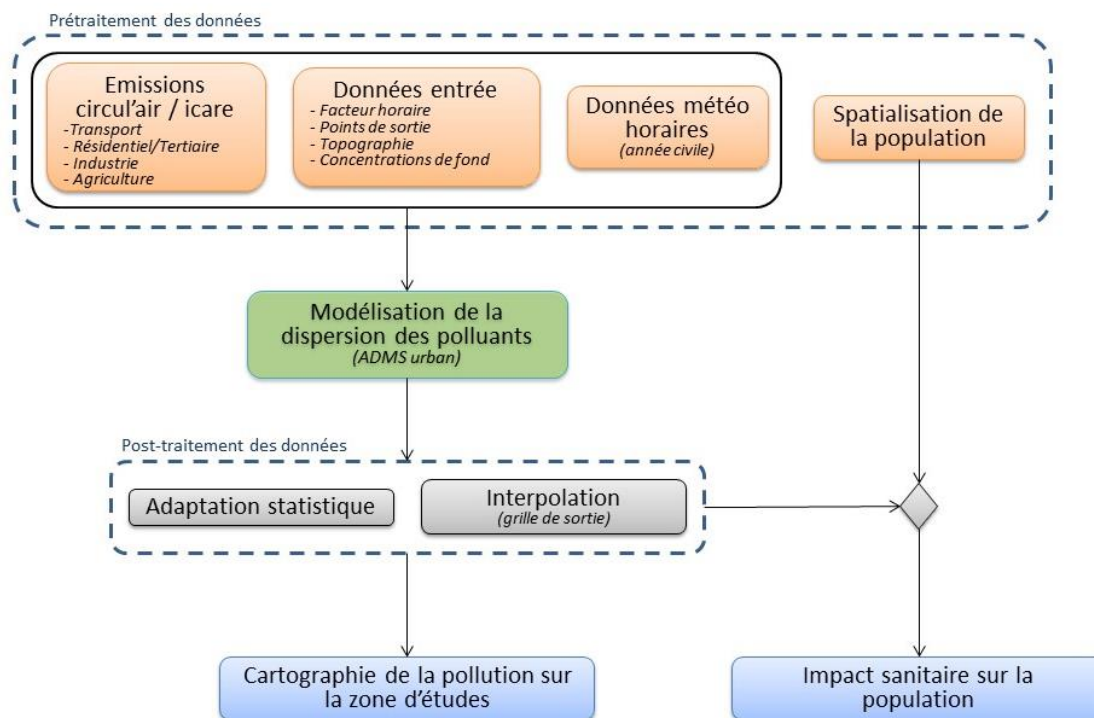 Prétraitement des données
Emissions
circul'air / icare
-Transport
- Résidentiel/Tertiaire
- Industrie
- Agriculture
Données entrée
- Facteur horaire
- Points de sortie
- Topographie
- Concentrations de fond
Données météo
horaires
(année civile)
Spatialisation de
la population
Modélisation de la
dispersion des polluants
(ADMS urban)
Post-traitement des données
Adaptation statistique
Interpolation
(grille de sortie)
Cartographie de la pollution sur
la zone d'études
Impact sanitaire sur la
population